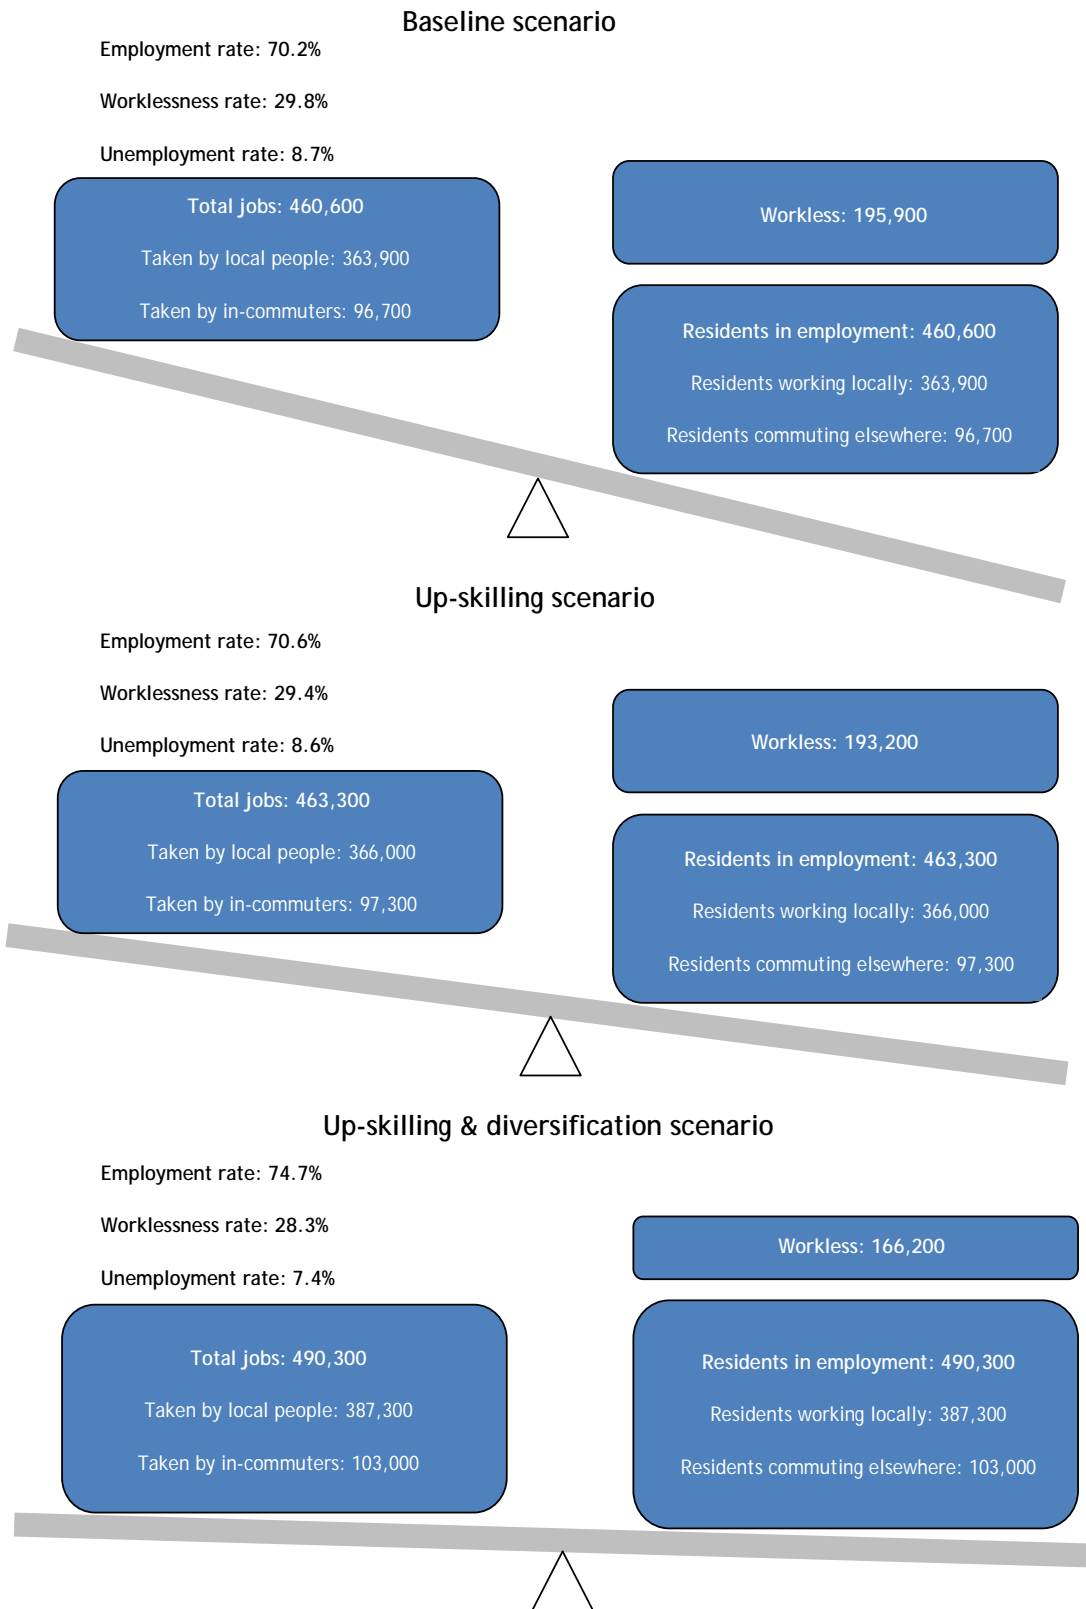 Baseline scenario
Employment rate: 70.2%
Worklessness rate: 29.8%
Unemployment rate: 8.7%
Total jobs: 460,600
Taken by local people: 363,900
Taken by in-commuters: 96,700
Workless: 195,900
Residents in employment: 460,600
Residents working locally: 363,900
Residents commuting elsewhere: 96,700
Up-skilling scenario
Employment rate: 70.6%
Worklessness rate: 29.4%
Unemployment rate: 8.6%
Total jobs: 463,300
Taken by local people: 366,000
Taken by in-commuters: 97,300
Workless: 193,200
Residents in employment: 463,300
Residents working locally: 366,000
Residents commuting elsewhere: 97,300
Up-skilling & diversification scenario
Employment rate: 74.7%
Worklessness rate: 28.3%
Unemployment rate: 7.4%
Total jobs: 490,300
Taken by local people: 387,300
Taken by in-commuters: 103,000
Workless: 166,200
Residents in employment: 490,300
Residents working locally: 387,300
Residents commuting elsewhere: 103,000